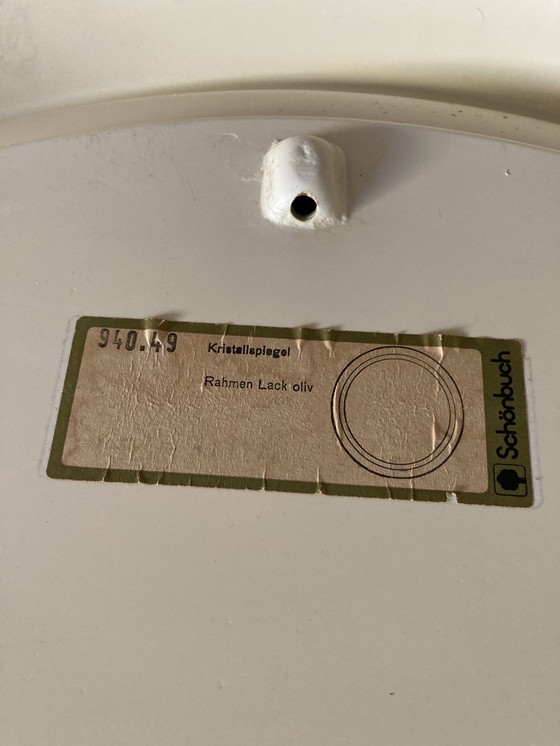 940.49
Kristallspiegel
Rahmen Lack oliv
Schönbuch